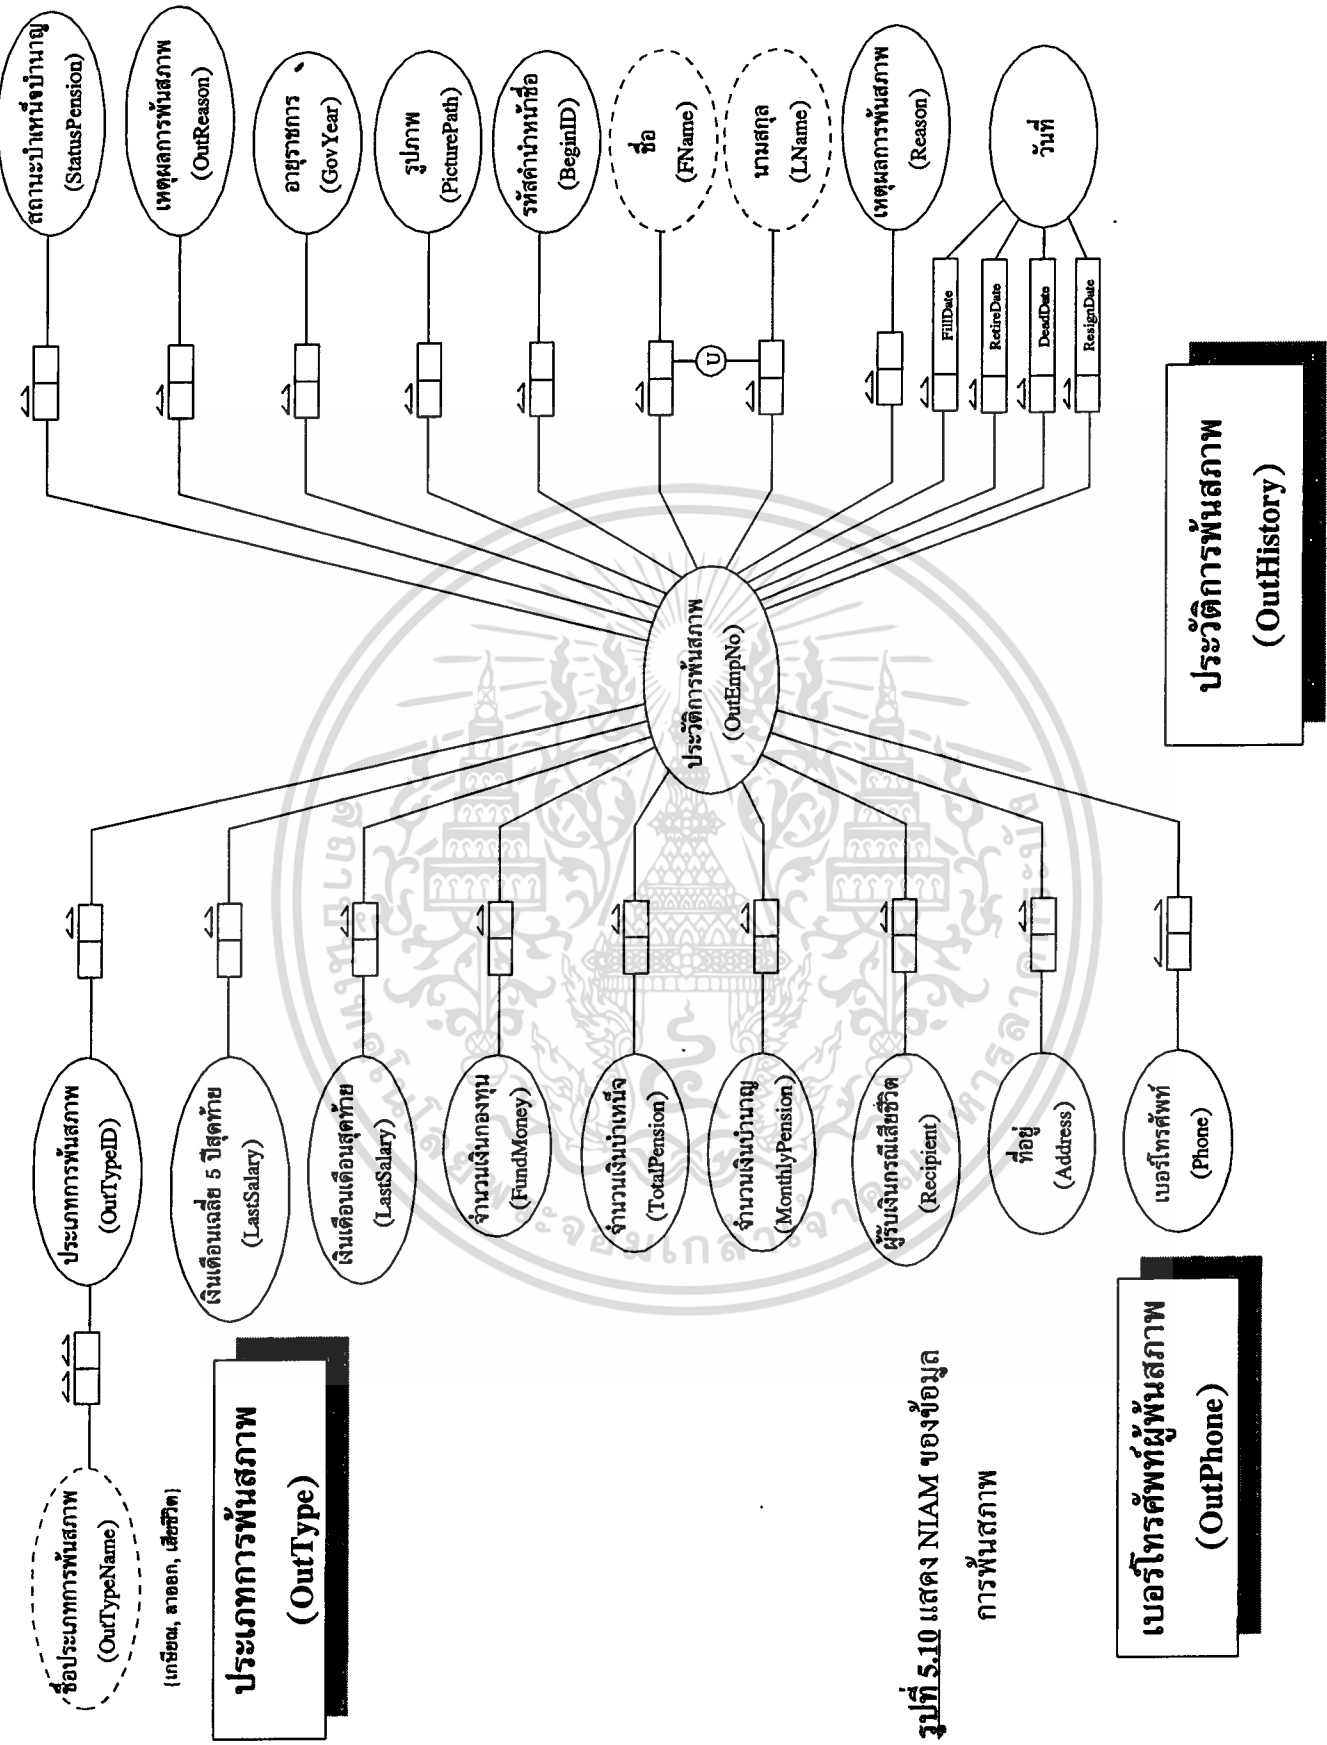 ชื่อประเภทการพ้นสภาพ
(OutTypeName)
{เกษียณ, ลาออก, เสียชีวิต}
ประเภทการพ้นสภาพ
(OutType)
ประเภทการพ้นสภาพ
(OutTypeID)
เงินเดือนเฉลี่ย 5 ปีสุดท้าย
(LastSalary)
เงินเดือนเดือนสุดท้าย
(LastSalary)
จำนวนเงินกองทุน
(FundMoney)
จำนวนเงินบำเหน็จ
(TotalPension)
จำนวนเงินบำนาญ
(MonthlyPension)
ผู้รับเงินกรณีเสียชีวิต
(Recipient)
ที่อยู่
(Address)
เบอร์โทรศัพท์
(Phone)
ประวัติการพ้นสภาพ
(OutEmpNo)
สถานะบำเหน็จบำนาญ
(StatusPension)
เหตุผลการพ้นสภาพ
(OutReason)
อายุราชการ
(GovYear)
รูปภาพ
(PicturePath)
รหัสคำนำหน้าชื่อ
(BeginID)
ชื่อ
(FName)
U
นามสกุล
(LName)
เหตุผลการพ้นสภาพ
(Reason)
FillDate
RetireDate
DeadDate
ResignDate
วันที่
ประวัติการพ้นสภาพ
(OutHistory)
เบอร์โทรศัพท์ผู้พ้นสภาพ
(OutPhone)
รูปที่ 5.10 แสดง NIAM ของข้อมูล
การพ้นสภาพ